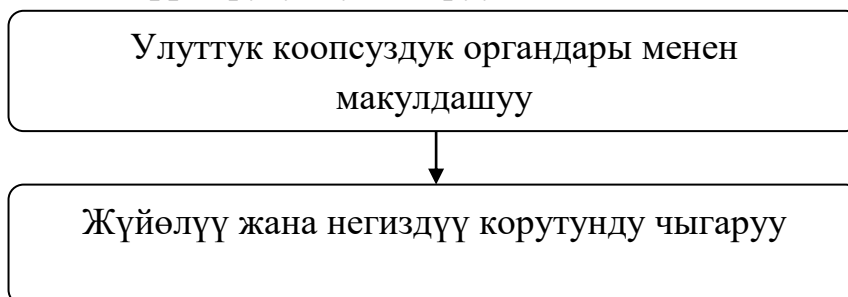 Улуттук коопсуздук органдары менен
макулдашуу
Жүйөлүү жана негиздүү корутунду чыгаруу